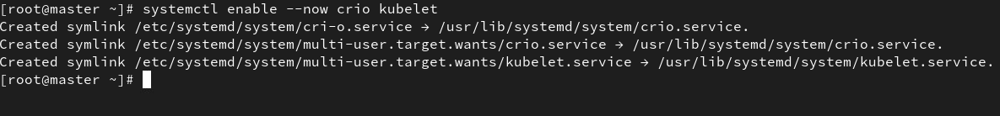 [root@master ~]# systemctl enable --now crio kubelet
Created symlink /etc/systemd/system/cri-o.service → /usr/lib/systemd/system/crio.service.
Created symlink /etc/systemd/system/multi-user.target.wants/crio.service → /usr/lib/systemd/system/crio.service.
Created symlink /etc/systemd/system/multi-user.target.wants/kubelet.service → /usr/lib/systemd/system/kubelet.service.
[root@master ~]#